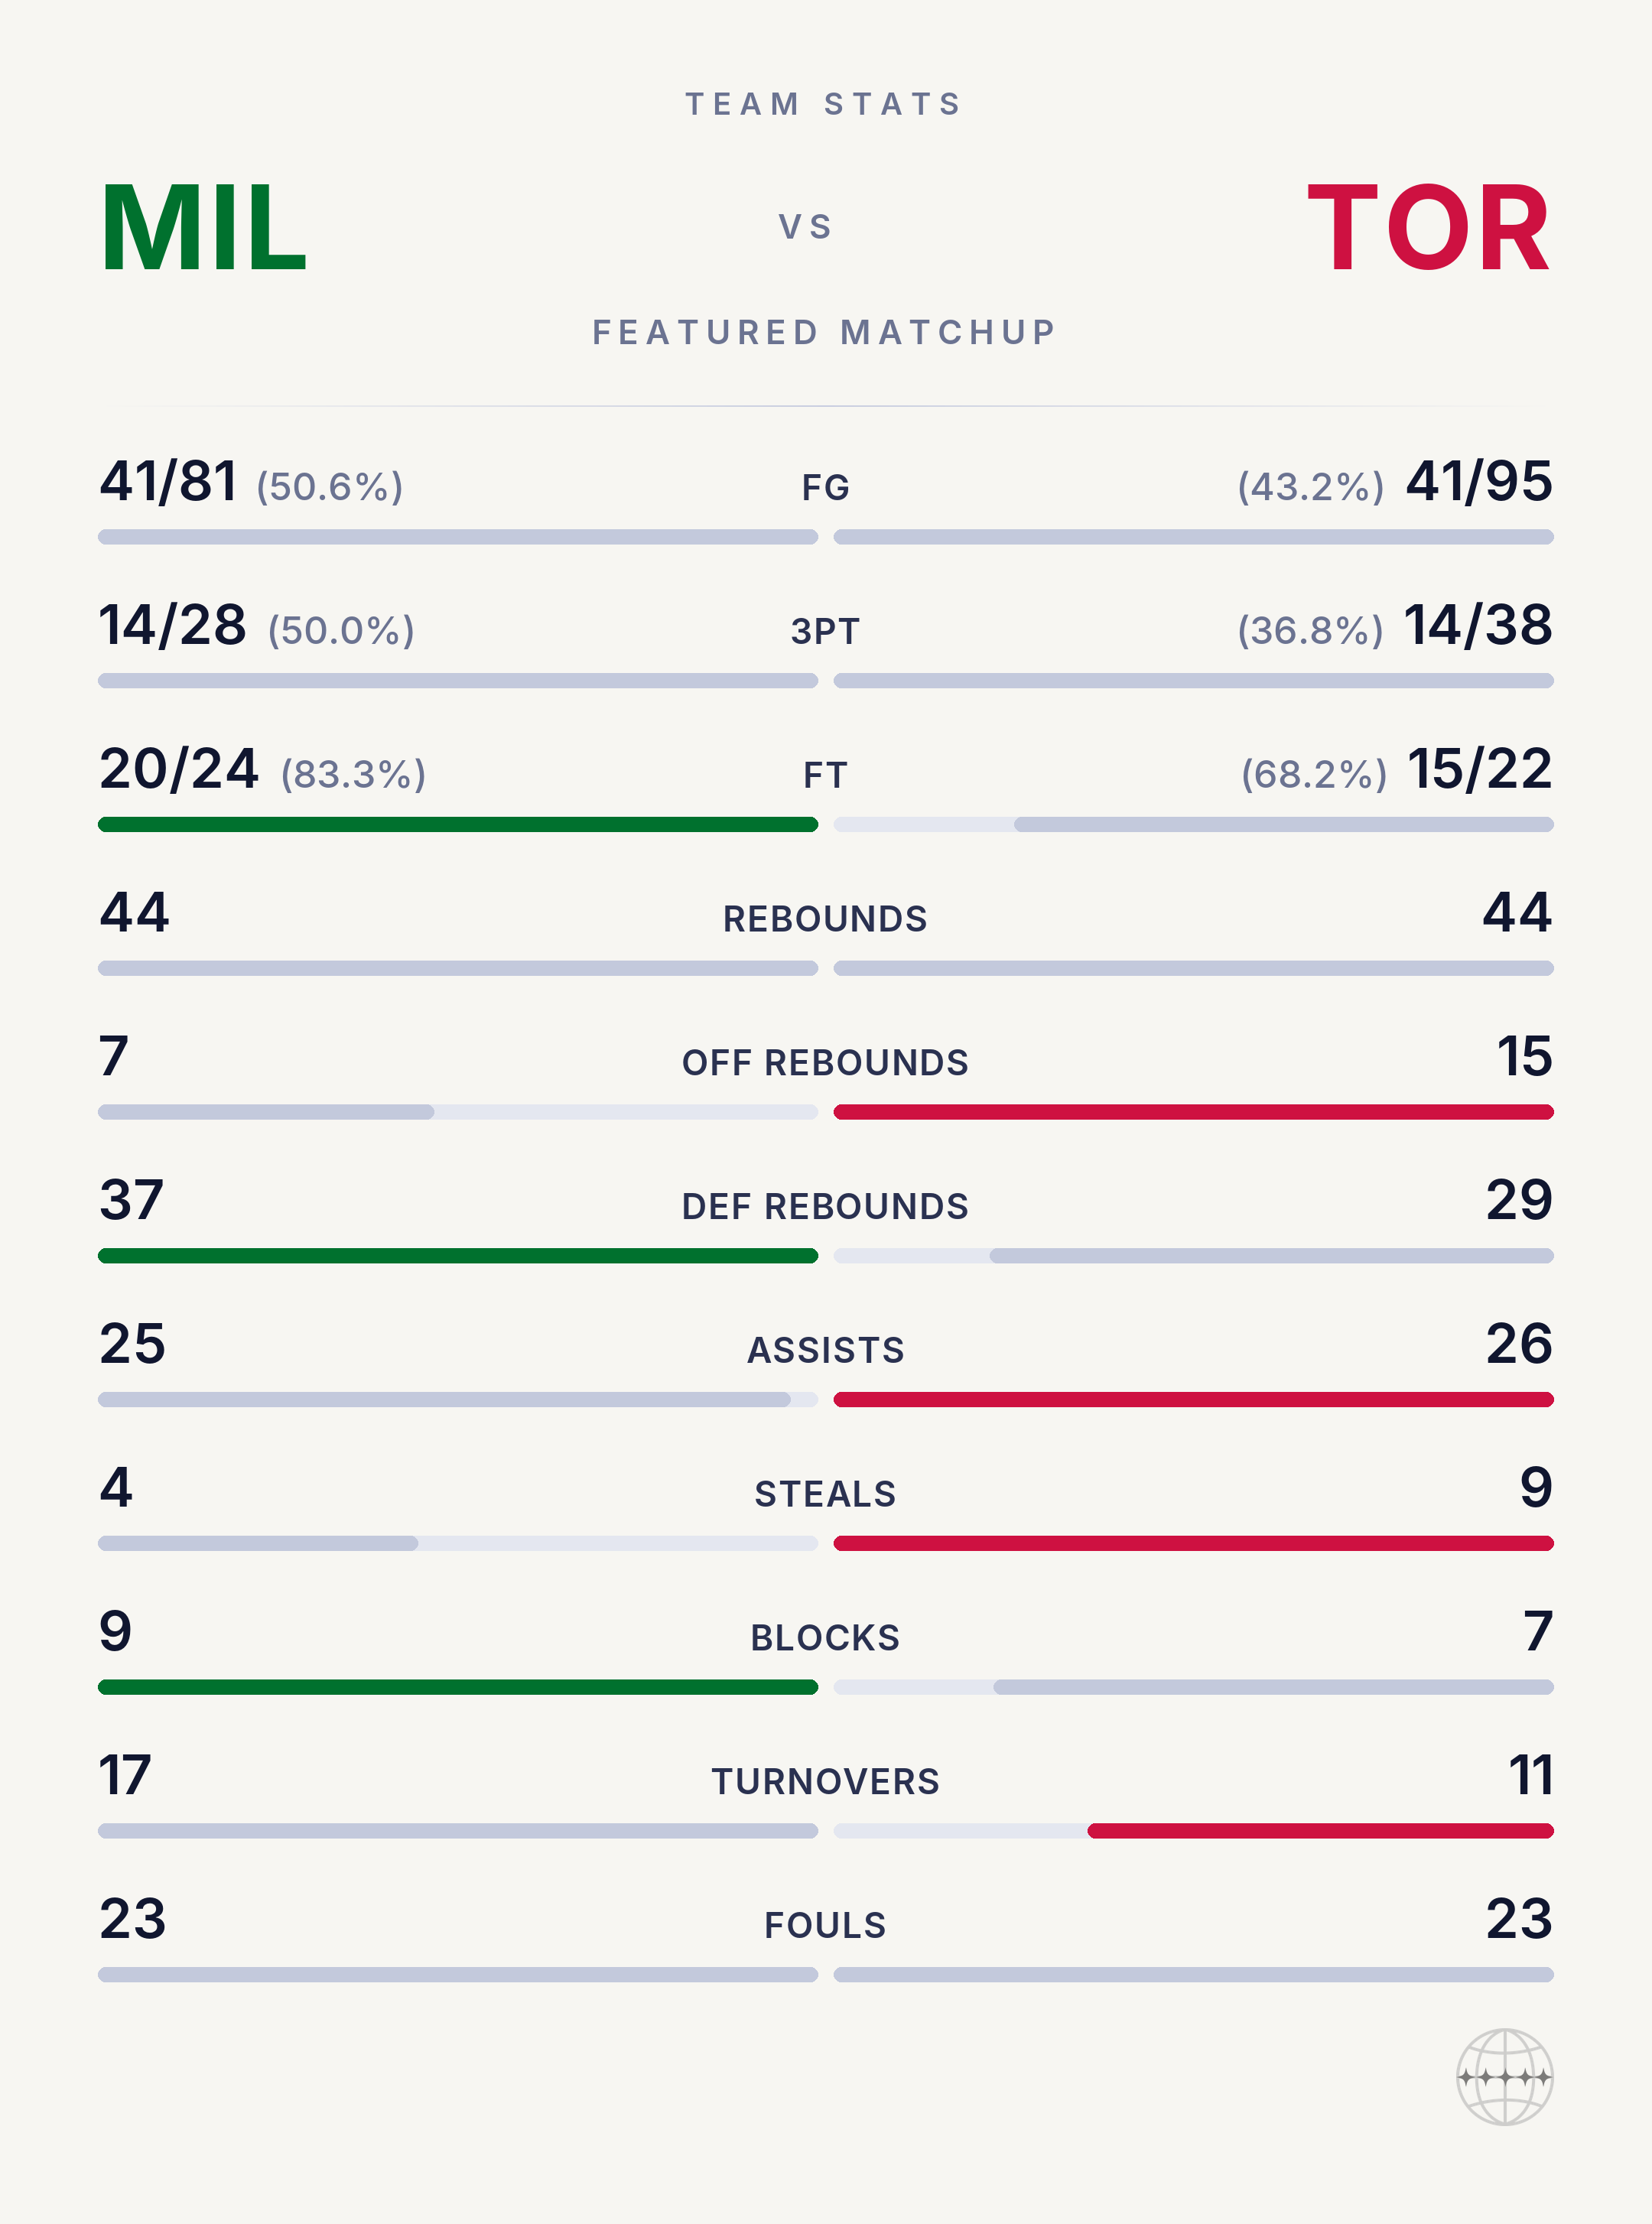 TEAM STATS
MIL VS TOR
FEATURED MATCHUP
41/81 (50.6%) FG (43.2%) 41/95
14/28 (50.0%) 3PT (36.8%) 14/38
20/24 (83.3%) FT (68.2%) 15/22
44 REBOUNDS 44
7 OFF REBOUNDS 15
37 DEF REBOUNDS 29
25 ASSISTS 26
4 STEALS 9
9 BLOCKS 7
17 TURNOVERS 11
23 FOULS 23